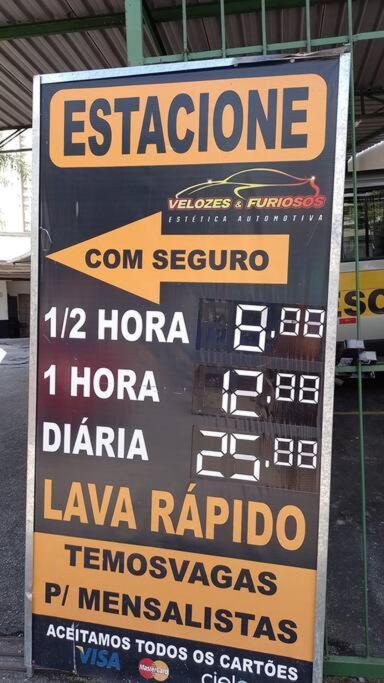 ESTACIONE
VELOZES & FURIOSOS
ESTÉTICA AUTOMOTIVA
COM SEGURO
1/2 HORA 8.88
1 HORA 12.88
DIÁRIA 25.88
LAVA RÁPIDO
TEMOSVAGAS
P/ MENSALISTAS
ACEITAMOS TODOS OS CARTÕES
VISA MasterCard cielo